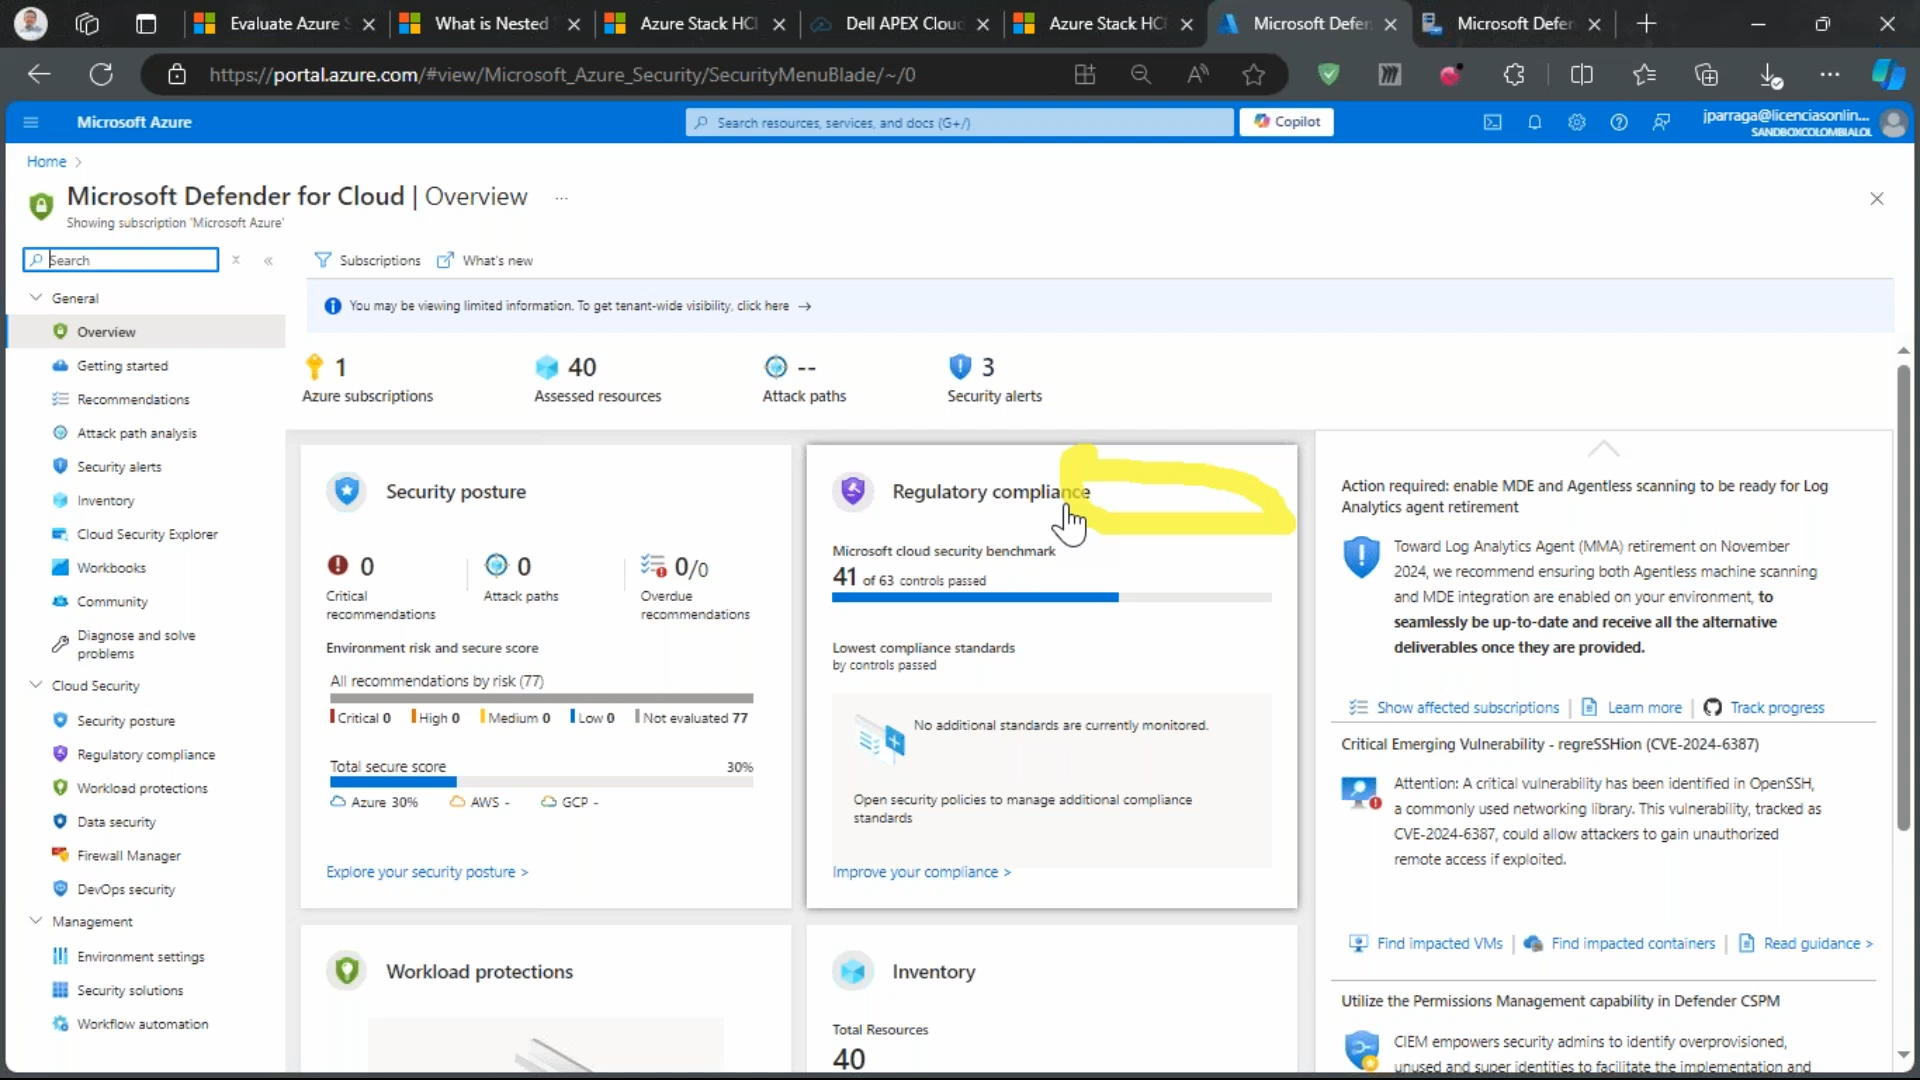 Evaluate Azure S
What is Nested
Azure Stack HCI
Dell APEX Cloud
Azure Stack HCI
Microsoft Defen
Microsoft Defen
https://portal.azure.com/#view/Microsoft_Azure_Security/SecurityMenuBlade/~/0
Microsoft Azure
Search resources, services, and docs (G+/)
Copilot
jparraga@licenciasonlin...
SANDBOXCOLOMBIALOL
Home >
Microsoft Defender for Cloud | Overview ...
Showing subscription 'Microsoft Azure'
Search
Subscriptions
What's new
You may be viewing limited information. To get tenant-wide visibility, click here →
General
Overview
Getting started
Recommendations
Attack path analysis
Security alerts
Inventory
Cloud Security Explorer
Workbooks
Community
Diagnose and solve
problems
Cloud Security
Security posture
Regulatory compliance
Workload protections
Data security
Firewall Manager
DevOps security
Management
Environment settings
Security solutions
Workflow automation
1
Azure subscriptions
40
Assessed resources
--
Attack paths
3
Security alerts
Security posture
0
Critical
recommendations
0
Attack paths
0/0
Overdue
recommendations
Environment risk and secure score
All recommendations by risk (77)
Critical 0 High 0 Medium 0 Low 0 Not evaluated 77
Total secure score 30%
Azure 30% AWS - GCP -
Explore your security posture >
Regulatory compliance
Microsoft cloud security benchmark
41 of 63 controls passed
Lowest compliance standards
by controls passed
No additional standards are currently monitored.
Open security policies to manage additional compliance
standards
Improve your compliance >
Workload protections
Inventory
Total Resources
40
Action required: enable MDE and Agentless scanning to be ready for Log
Analytics agent retirement
Toward Log Analytics Agent (MMA) retirement on November
2024, we recommend ensuring both Agentless machine scanning
and MDE integration are enabled on your environment, to
seamlessly be up-to-date and receive all the alternative
deliverables once they are provided.
Show affected subscriptions | Learn more | Track progress
Critical Emerging Vulnerability - regreSSHion (CVE-2024-6387)
Attention: A critical vulnerability has been identified in OpenSSH,
a commonly used networking library. This vulnerability, tracked as
CVE-2024-6387, could allow attackers to gain unauthorized
remote access if exploited.
Find impacted VMs | Find impacted containers | Read guidance >
Utilize the Permissions Management capability in Defender CSPM
CIEM empowers security admins to identify overprovisioned,
unused and super identities to facilitate the implementation and